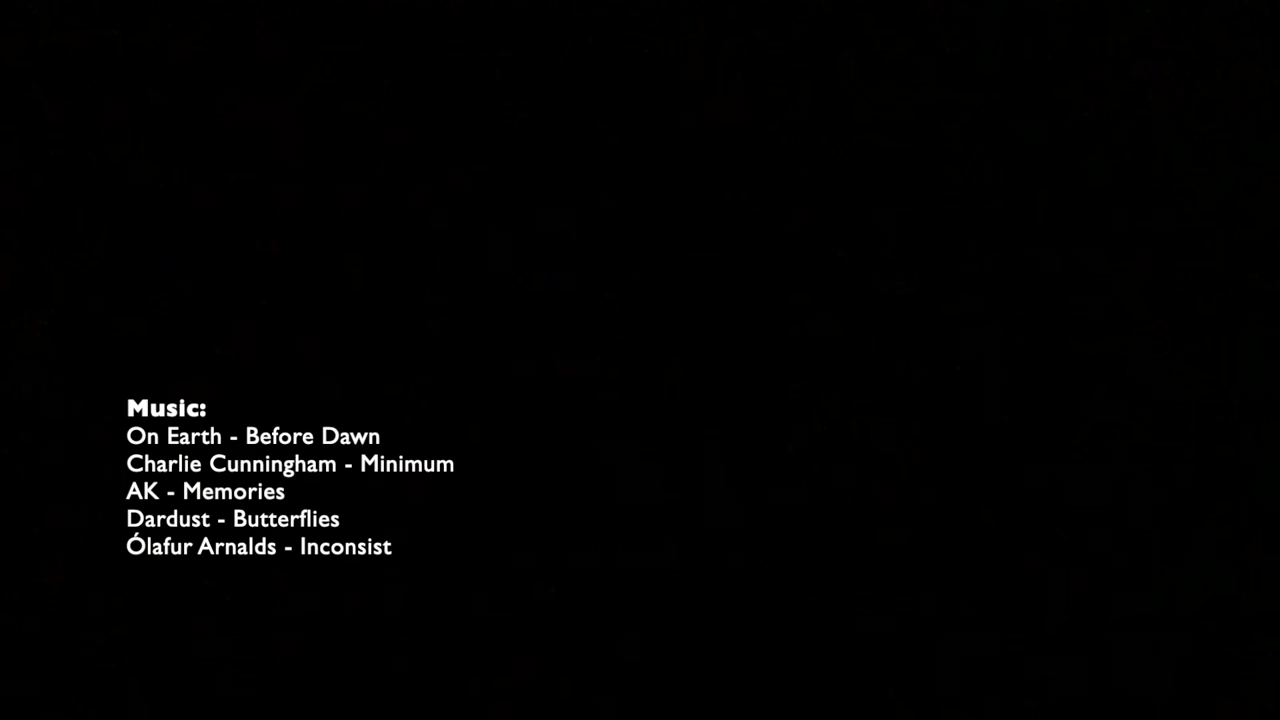 Music:
On Earth - Before Dawn
Charlie Cunningham - Minimum
AK - Memories
Dardust - Butterflies
Ólafur Arnalds - Inconsist